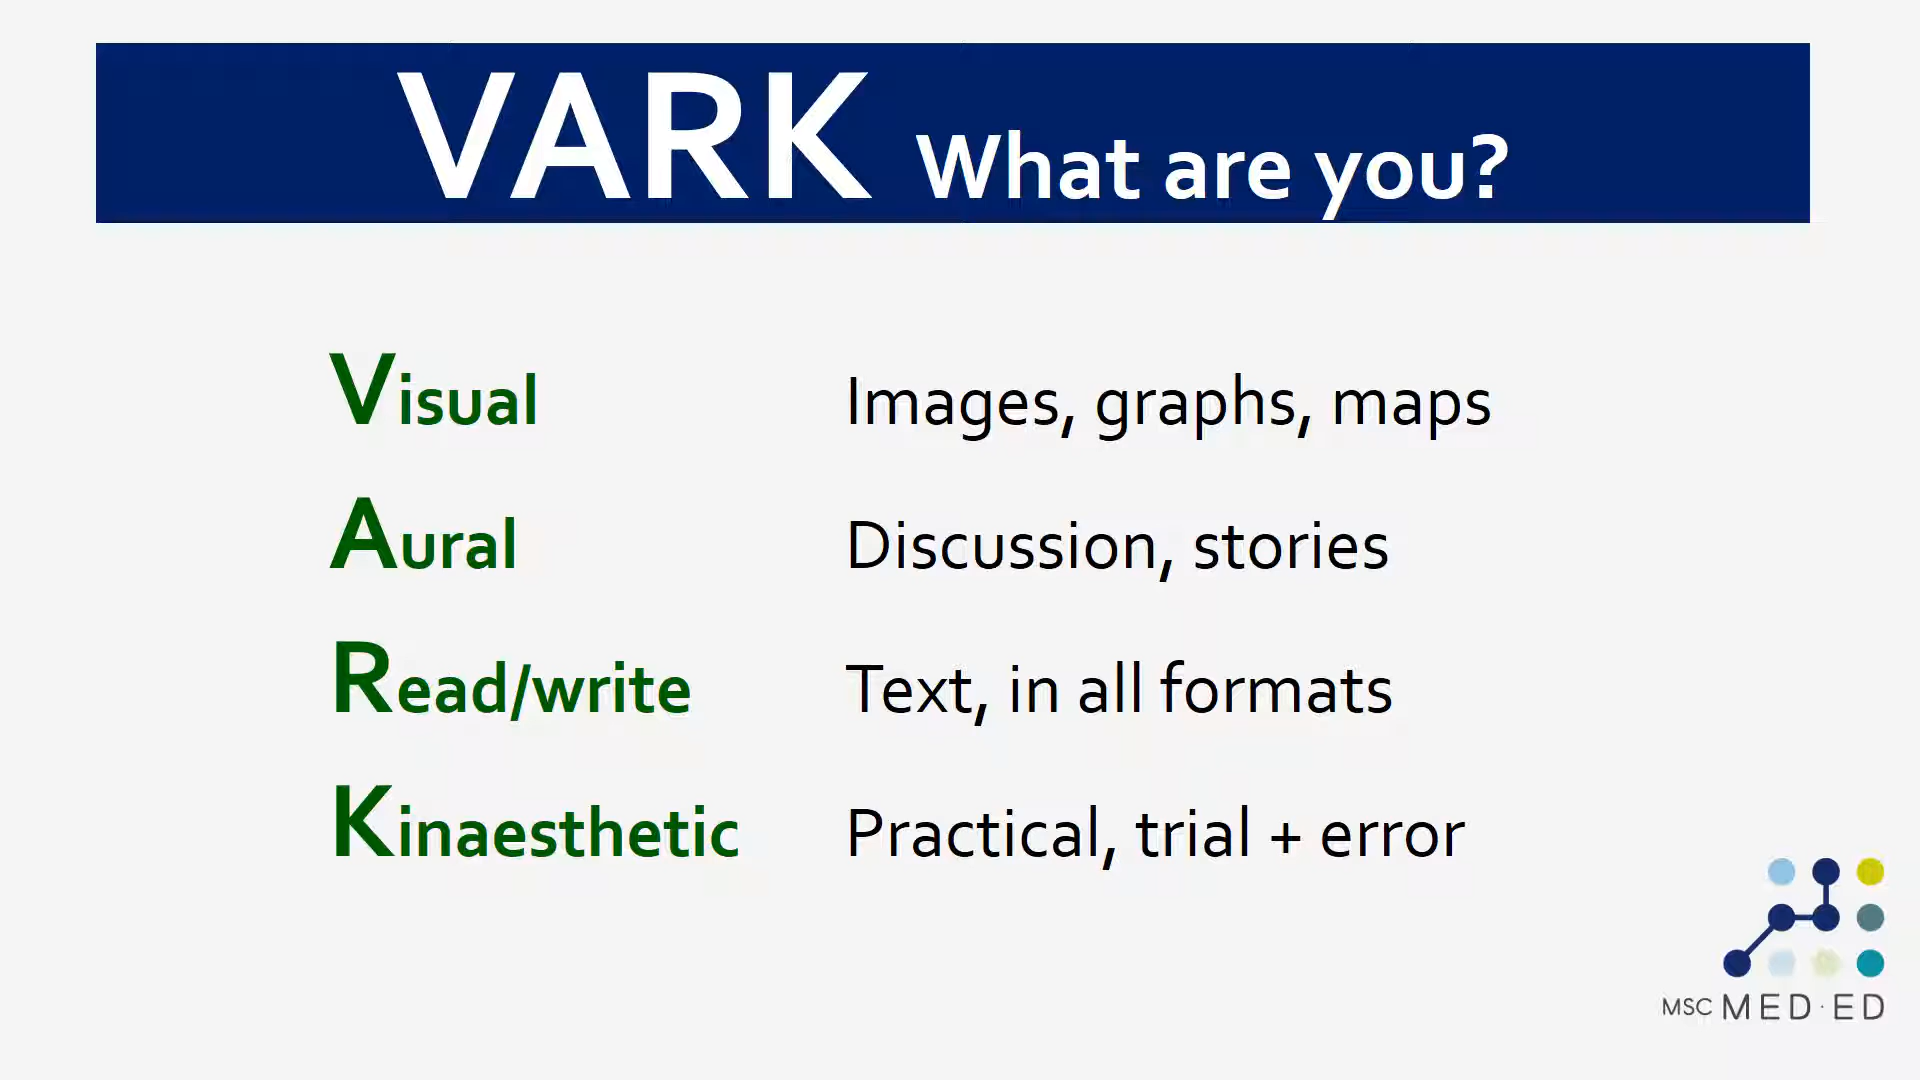 VARK What are you?
Visual Images, graphs, maps
Aural Discussion, stories
Read/write Text, in all formats
Kinaesthetic Practical, trial + error
MSC MED·ED